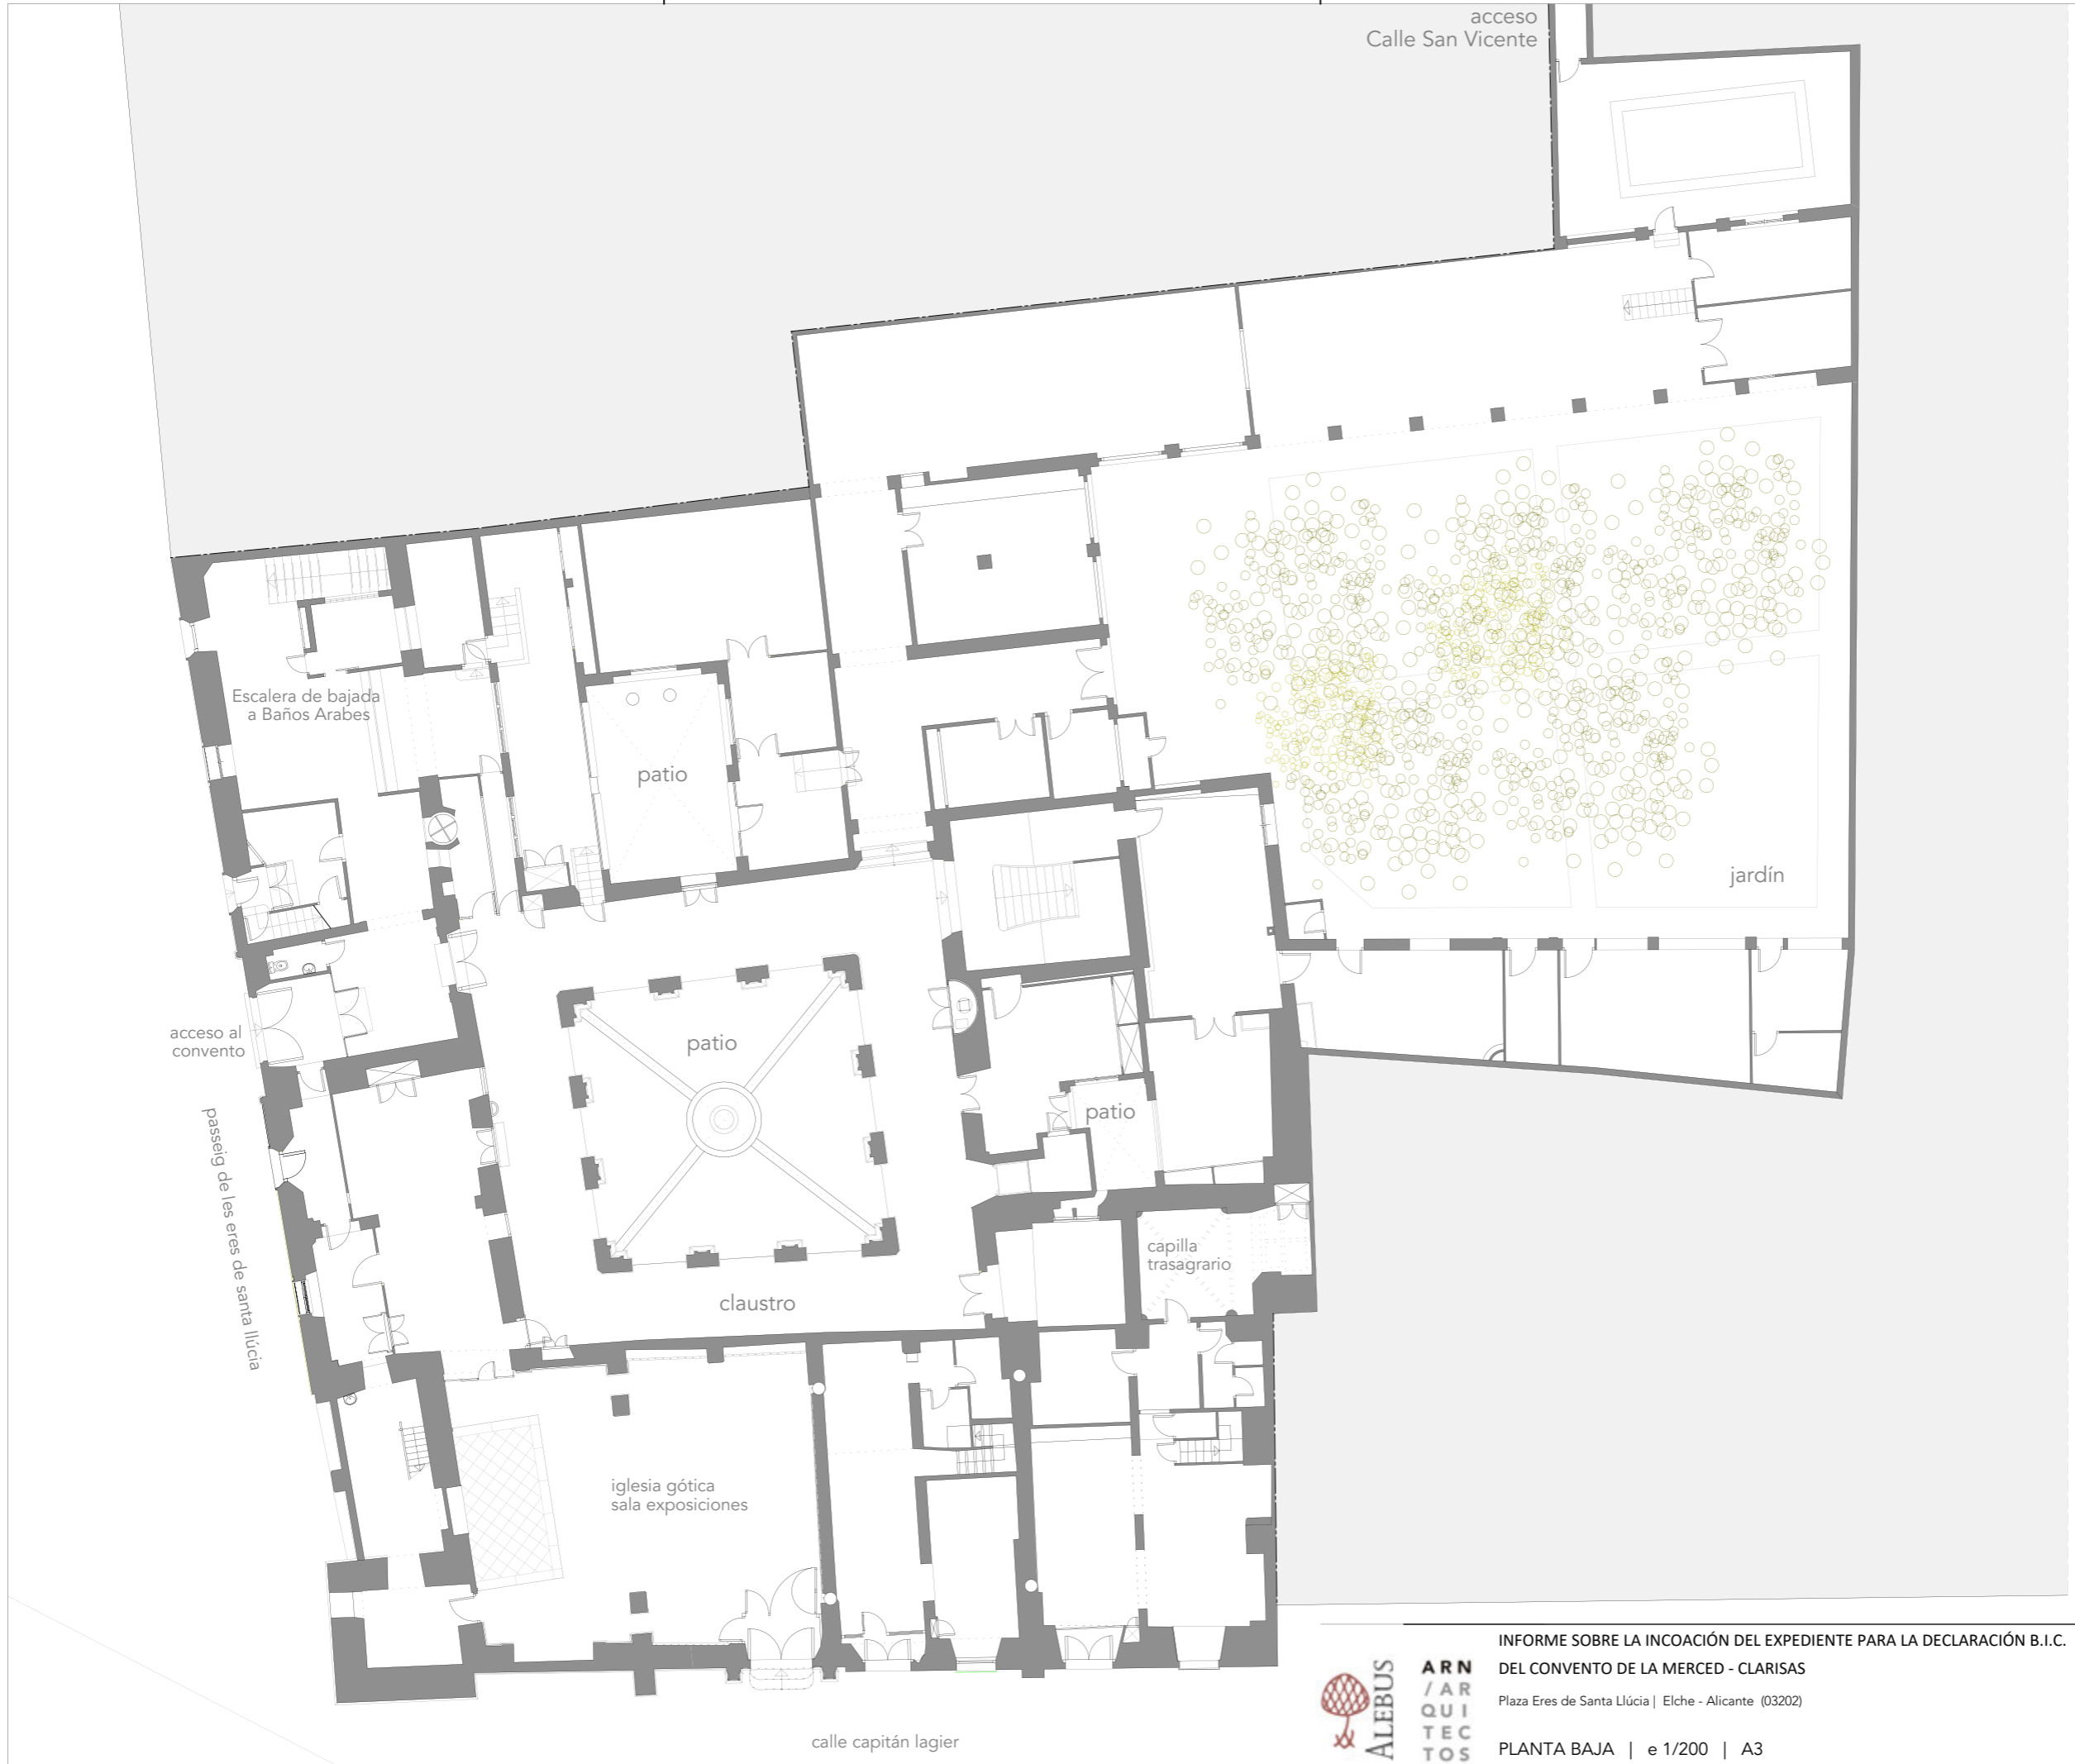 acceso
Calle San Vicente
Escalera de bajada
a Baños Arabes
patio
jardín
acceso al
convento
patio
patio
passeig de les eres de santa llúcia
capilla
trasagrario
claustro
iglesia gótica
sala exposiciones
calle capitán lagier
ALEBUS
ARN
/AR
QUI
TEC
TOS
INFORME SOBRE LA INCOACIÓN DEL EXPEDIENTE PARA LA DECLARACIÓN B.I.C.
DEL CONVENTO DE LA MERCED - CLARISAS
Plaza Eres de Santa Llúcia | Elche - Alicante (03202)
PLANTA BAJA | e 1/200 | A3